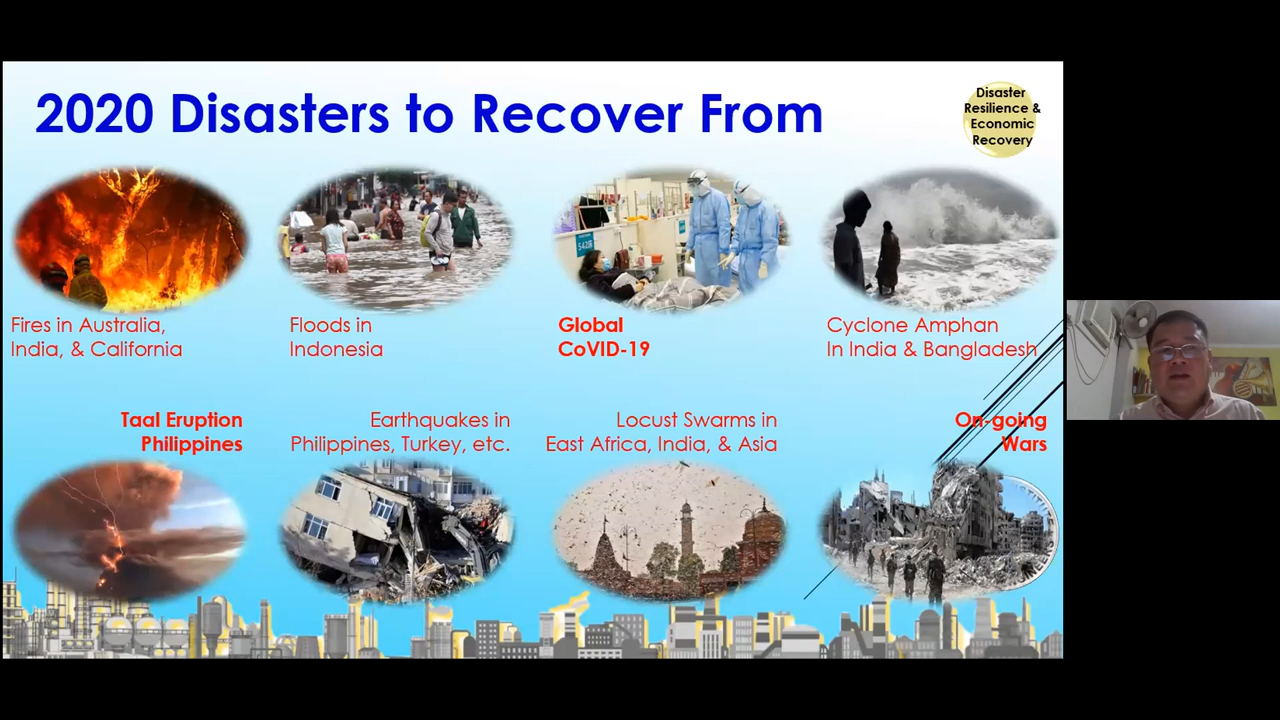 2020 Disasters to Recover From
Disaster
Resilience &
Economic
Recovery
Fires in Australia,
India, & California
Floods in
Indonesia
Global
CoVID-19
Cyclone Amphan
In India & Bangladesh
Taal Eruption
Philippines
Earthquakes in
Philippines, Turkey, etc.
Locust Swarms in
East Africa, India, & Asia
On-going
Wars